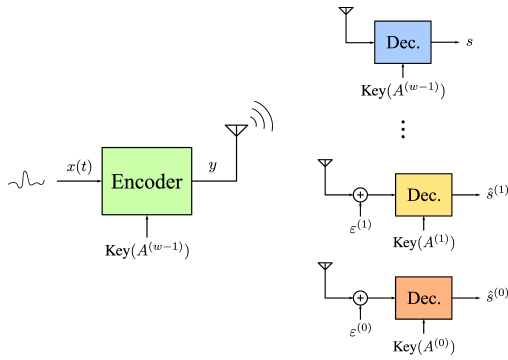 x(t)
Encoder
y
Key(A^{(w−1)})
Dec.
s
Key(A^{(w−1)})
⋮
Dec.
ŝ^{(1)}
+
ε^{(1)}
Key(A^{(1)})
Dec.
ŝ^{(0)}
+
ε^{(0)}
Key(A^{(0)})